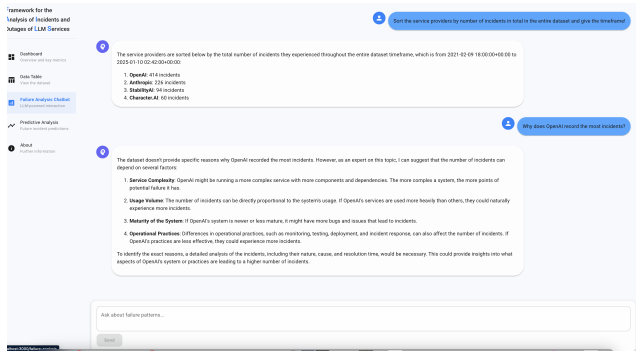 Framework for the
Analysis of Incidents and
Outages of LLM Services
Dashboard
Overview and key metrics
Data Table
View the dataset
Failure Analysis Chatbot
LLM-powered interaction
Predictive Analysis
Future incident predictions
About
Further information
Sort the service providers by number of incidents in total in the entire dataset and give the timeframe!
The service providers are sorted below by the total number of incidents they experienced throughout the entire dataset timeframe, which is from 2021-02-09 18:00:00+00:00 to
2025-01-10 02:42:00+00:00:
1. OpenAI: 414 incidents
2. Anthropic: 226 incidents
3. StabilityAI: 94 incidents
4. Character.AI: 60 incidents
Why does OpenAI record the most incidents?
The dataset doesn't provide specific reasons why OpenAI recorded the most incidents. However, as an expert on this topic, I can suggest that the number of incidents can
depend on several factors:
1. Service Complexity: OpenAI might be running a more complex service with more components and dependencies. The more complex a system, the more points of
potential failure it has.
2. Usage Volume: The number of incidents can be directly proportional to the system's usage. If OpenAI's services are used more heavily than others, they could naturally
experience more incidents.
3. Maturity of the System: If OpenAI's system is newer or less mature, it might have more bugs and issues that lead to incidents.
4. Operational Practices: Differences in operational practices, such as monitoring, testing, deployment, and incident response, can also affect the number of incidents. If
OpenAI's practices are less effective, they could experience more incidents.
To identify the exact reasons, a detailed analysis of the incidents, including their nature, cause, and resolution time, would be necessary. This could provide insights into what
aspects of OpenAI's system or practices are leading to a higher number of incidents.
Ask about failure patterns...
Send